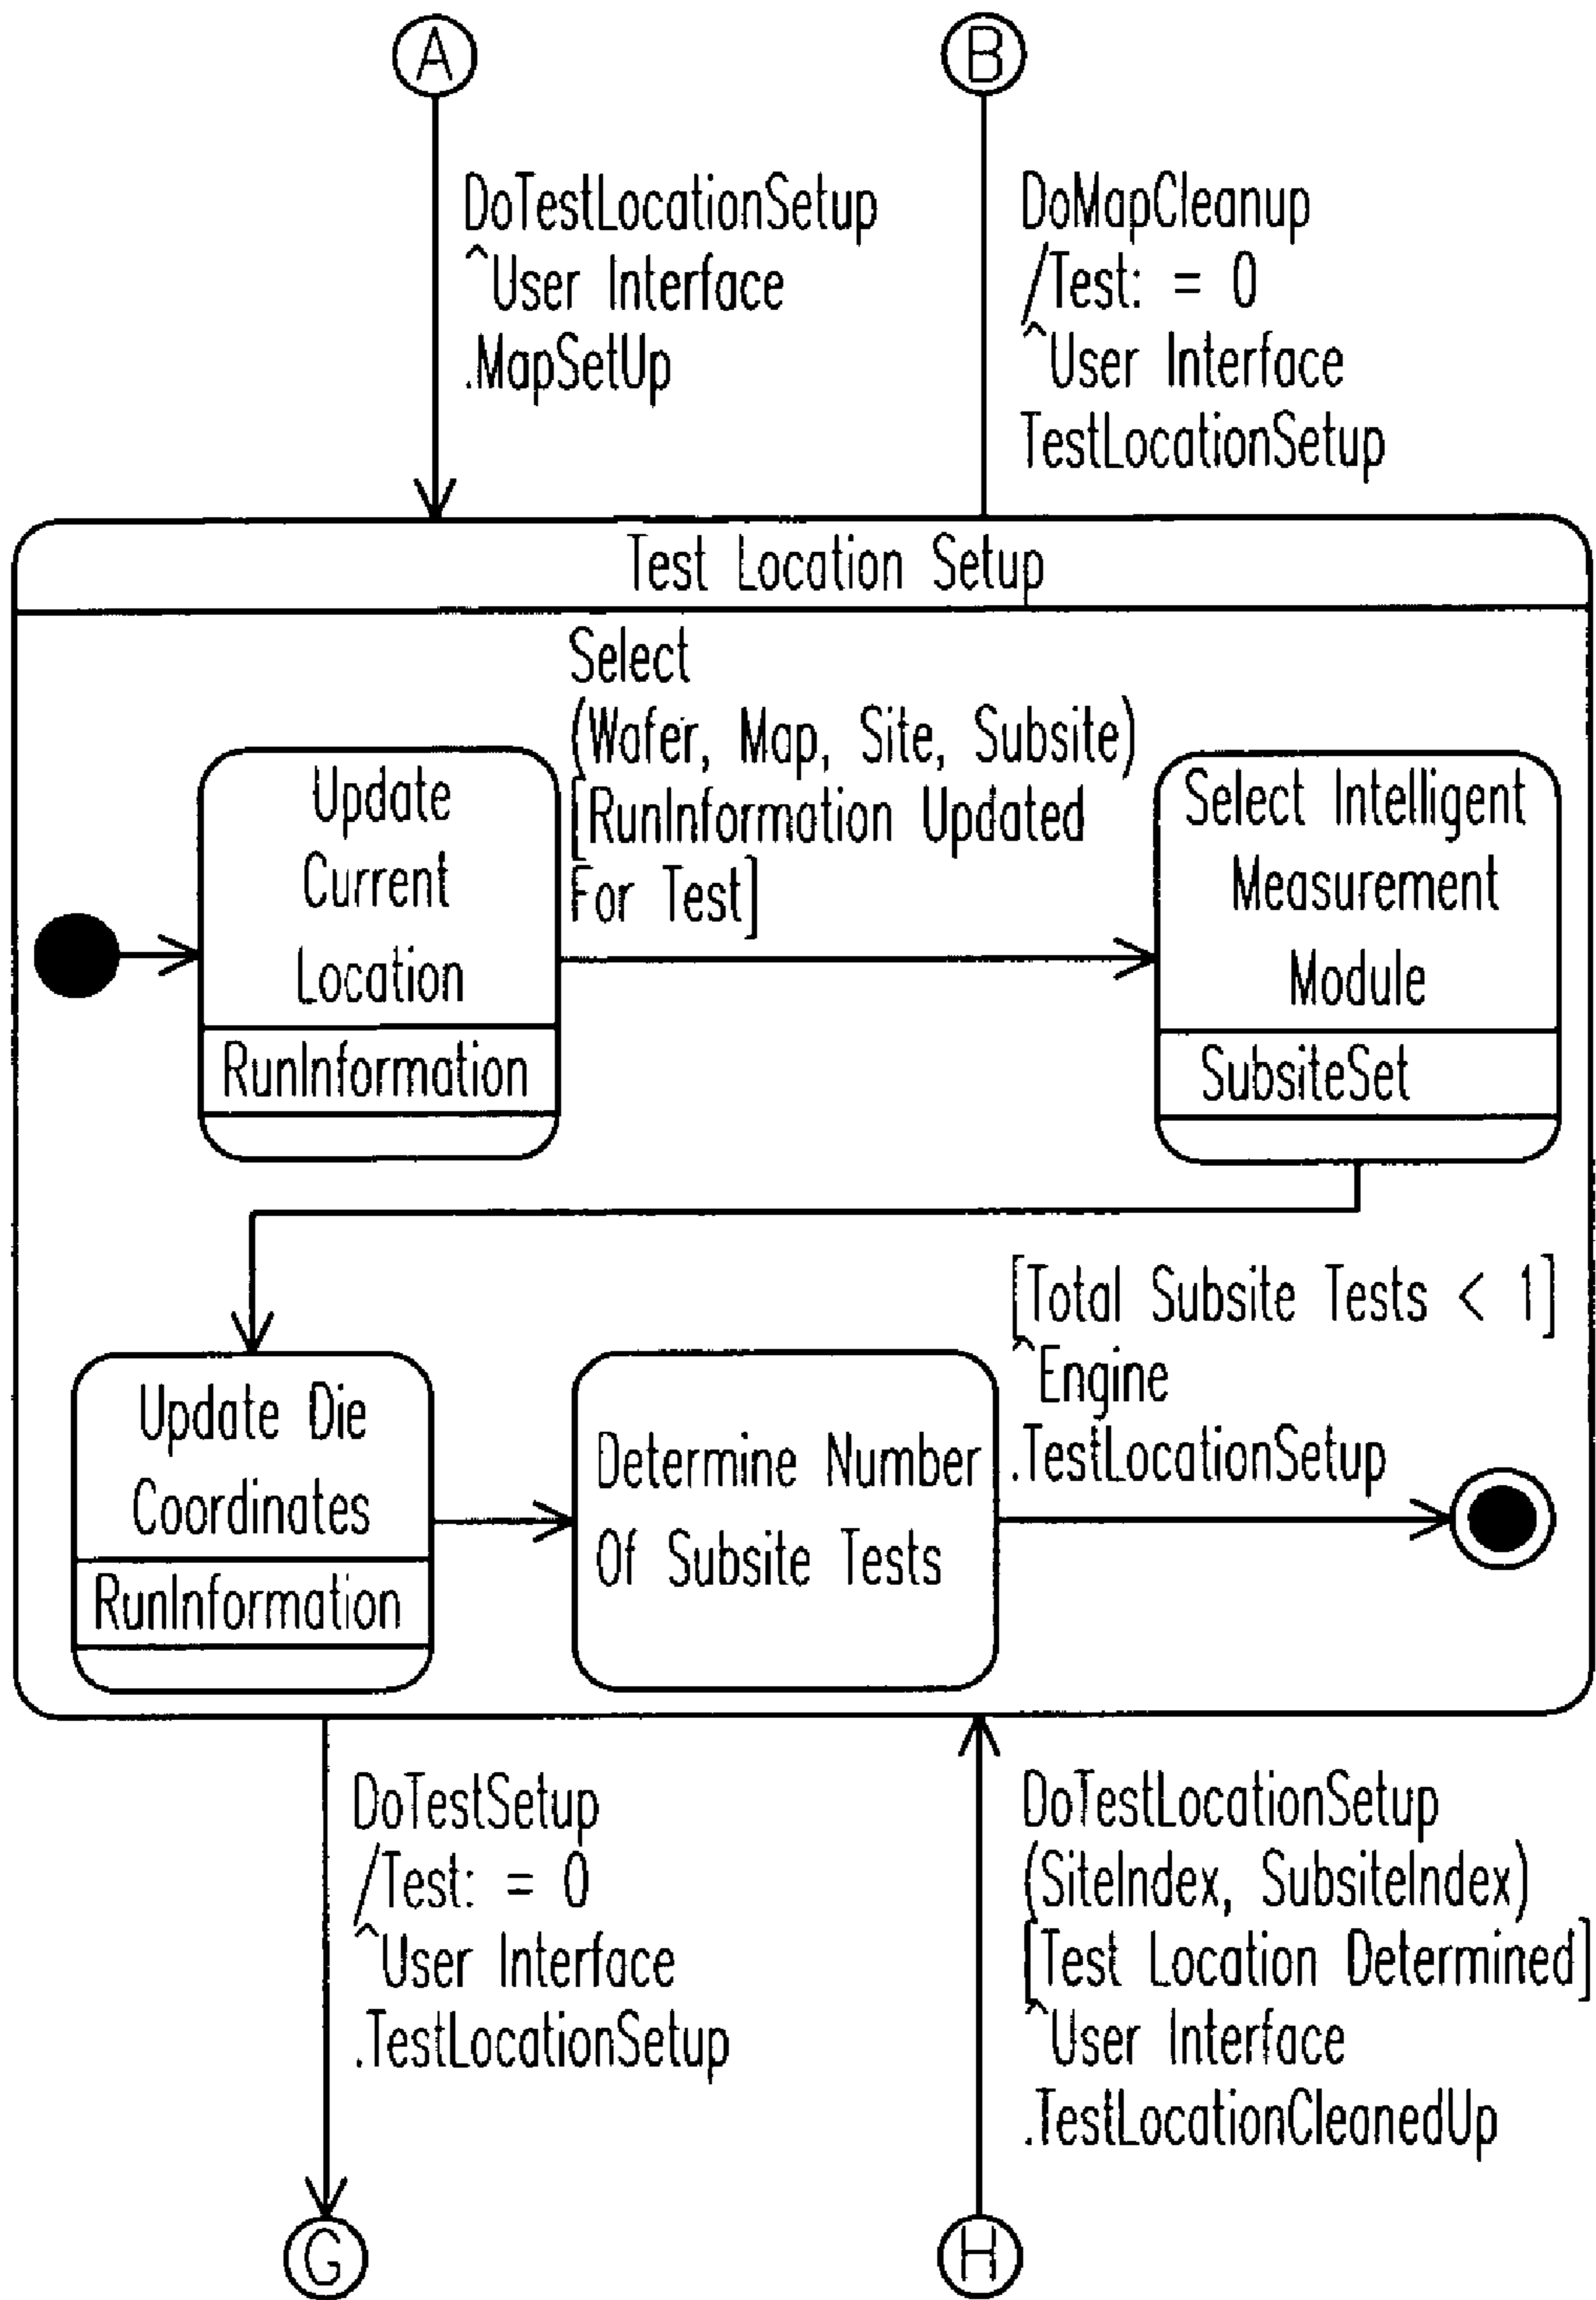 A
B
DoTestLocationSetup
^User Interface
.MapSetUp
DoMapCleanup
/Test: = 0
^User Interface
TestLocationSetup
Test Location Setup
Select
(Wafer, Map, Site, Subsite)
[RunInformation Updated
For Test]
Update
Current
Location
RunInformation
Select Intelligent
Measurement
Module
SubsiteSet
[Total Subsite Tests < 1]
^Engine
.TestLocationSetup
Update Die
Coordinates
RunInformation
Determine Number
Of Subsite Tests
DoTestSetup
/Test: = 0
^User Interface
.TestLocationSetup
DoTestLocationSetup
(SiteIndex, SubsiteIndex)
[Test Location Determined]
^User Interface
.TestLocationCleanedUp
G
H